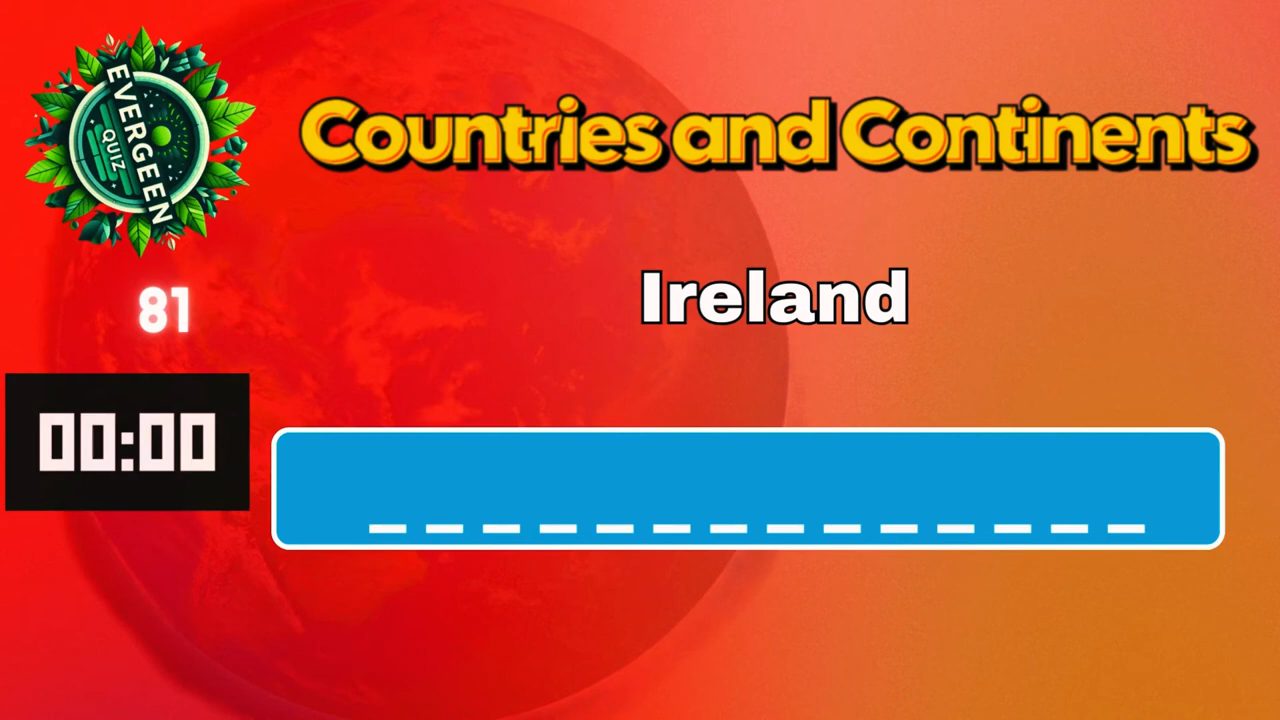 EVERGEEN
QUIZ
Countries and Continents
81
Ireland
00:00
_ _ _ _ _ _ _ _ _ _ _ _ _ _